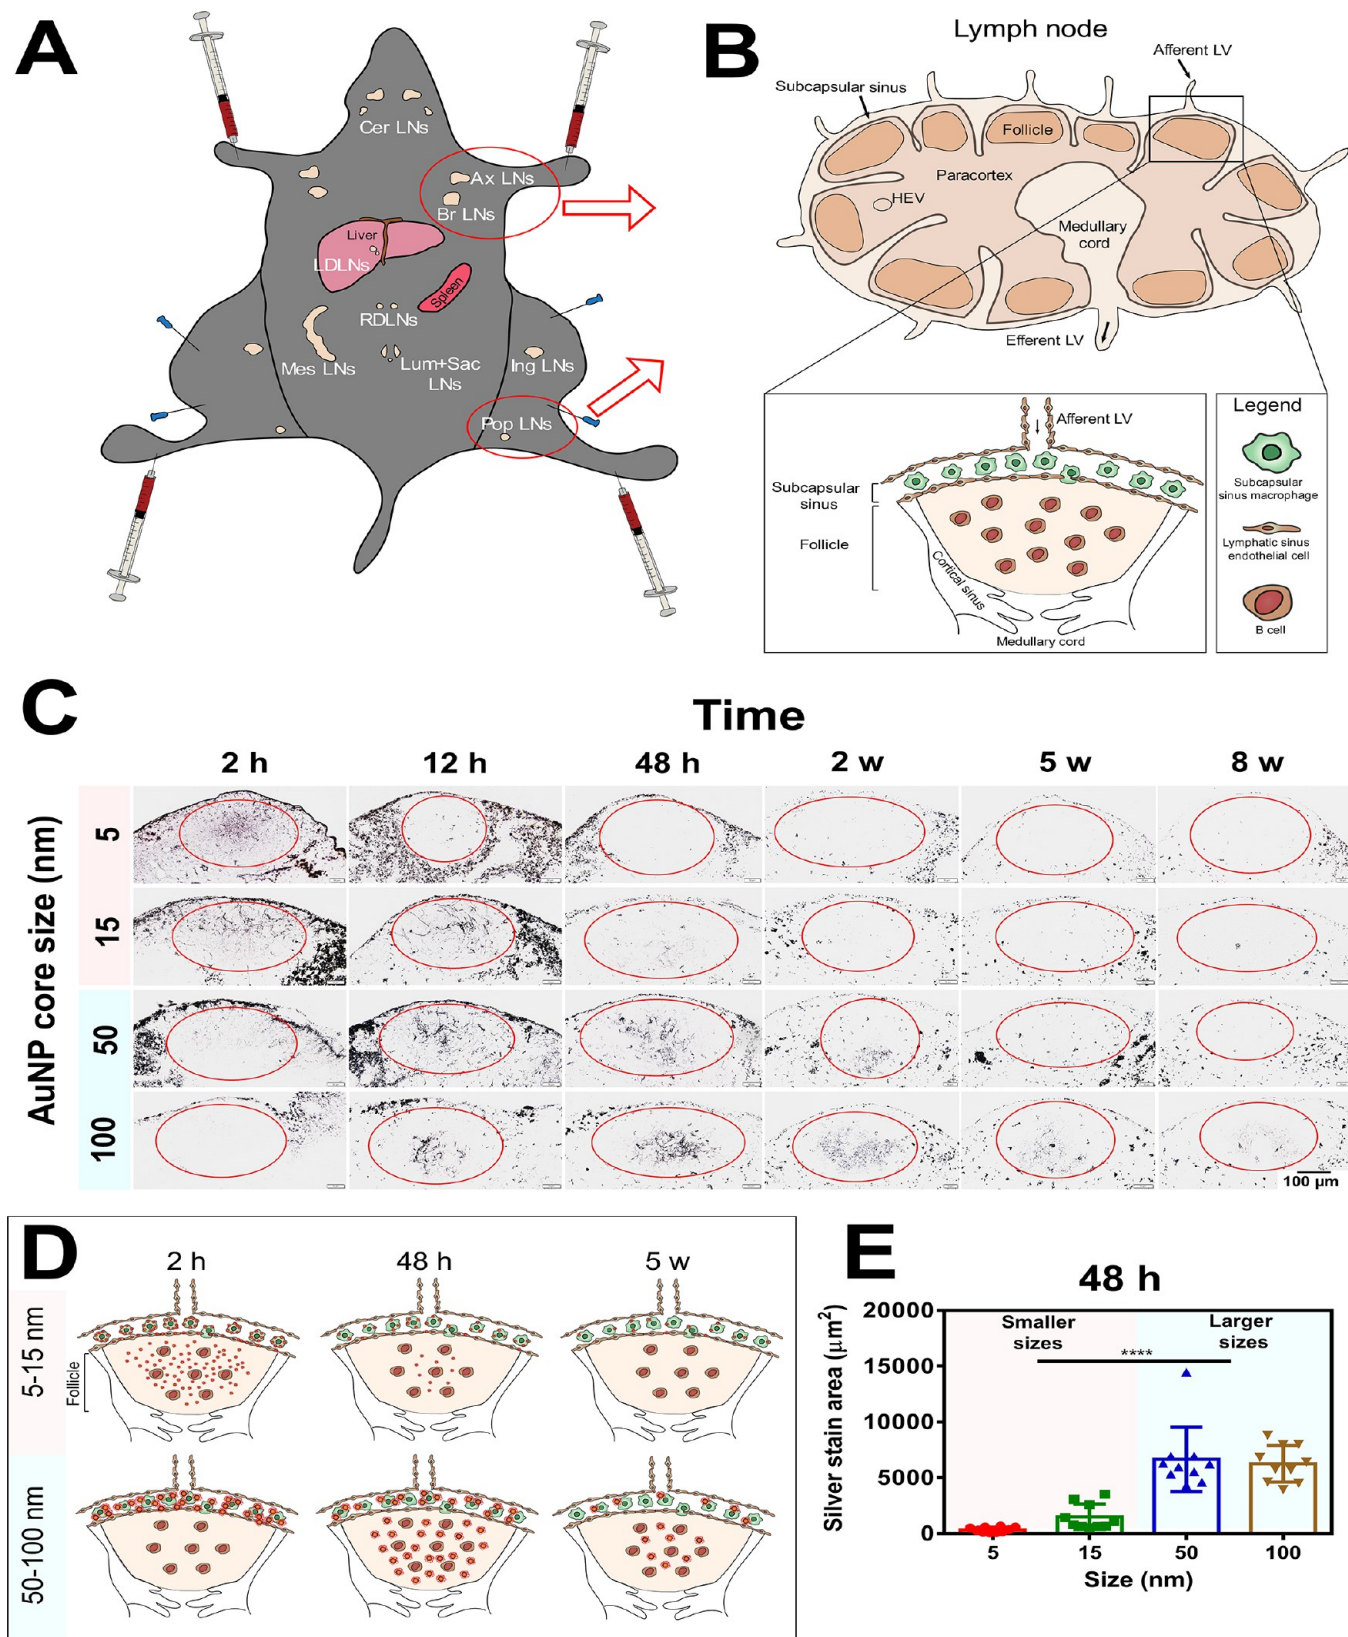 A
Cer LNs
Ax LNs
Br LNs
Liver
LDLNs
Spleen
RDLNs
Mes LNs
Lum+Sac
LNs
Ing LNs
Pop LNs
B
Lymph node
Afferent LV
Subcapsular sinus
Follicle
Paracortex
HEV
Medullary
cord
Efferent LV
Afferent LV
Subcapsular
sinus
Follicle
Cortical sinus
Medullary cord
Legend
Subcapsular
sinus macrophage
Lymphatic sinus
endothelial cell
B cell
C
Time
2 h
12 h
48 h
2 w
5 w
8 w
AuNP core size (nm)
5
15
50
100
100 µm
D
2 h
48 h
5 w
5-15 nm
Follicle
50-100 nm
E
48 h
Silver stain area (μm²)
20000
15000
10000
5000
0
Smaller
sizes
Larger
sizes
****
5
15
50
100
Size (nm)